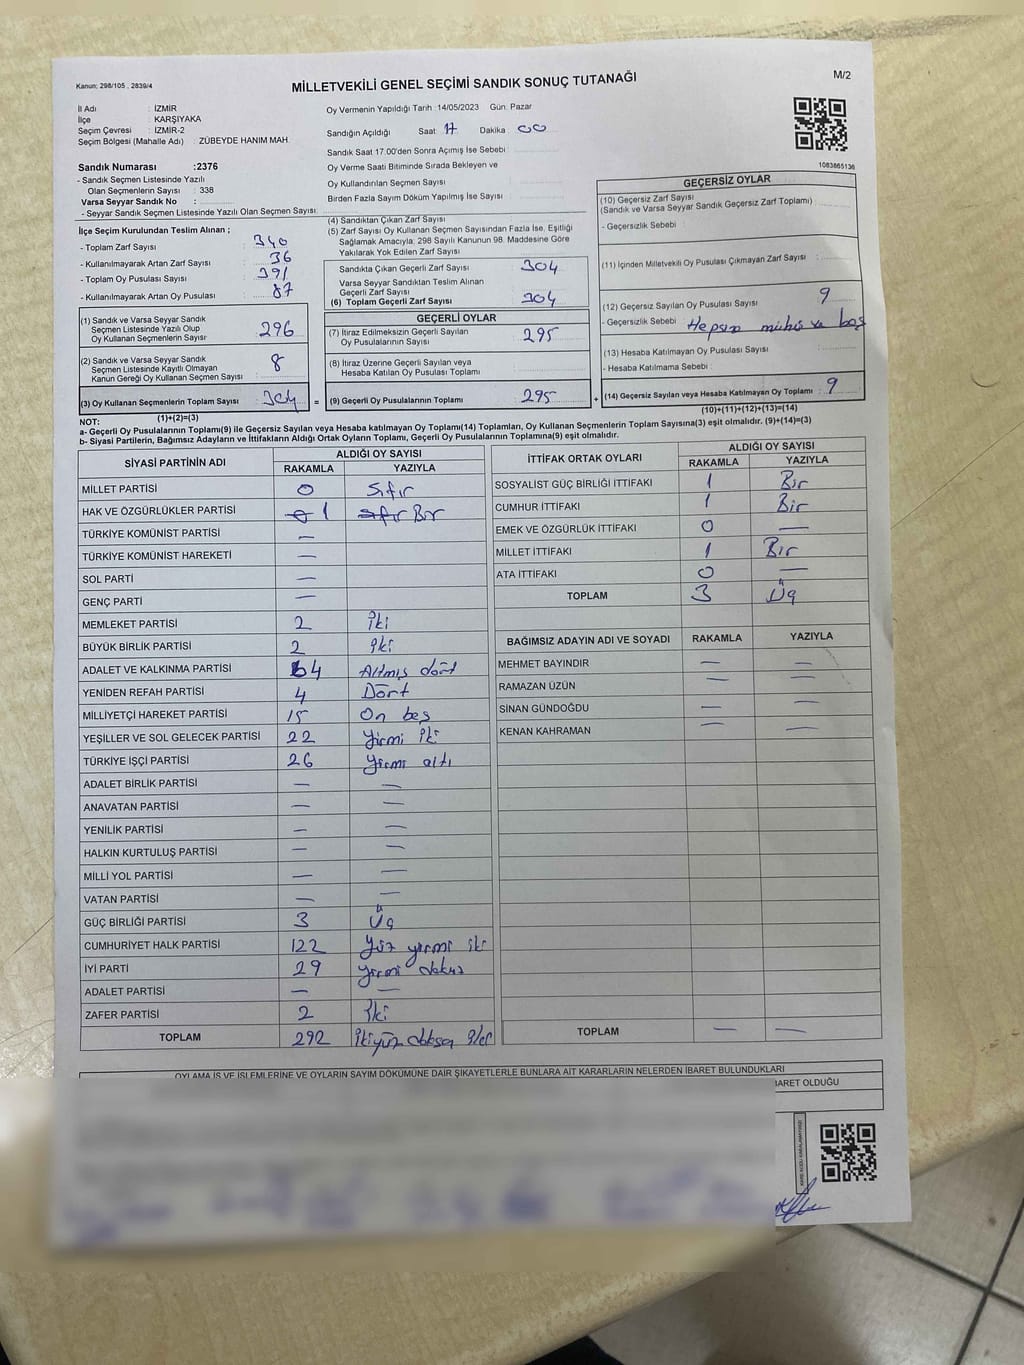 Kanun: 298/105 , 2839/4
MİLLETVEKİLİ GENEL SEÇİMİ SANDIK SONUÇ TUTANAĞI
M/2
İl Adı : İZMİR
İlçe : KARŞIYAKA
Seçim Çevresi : İZMİR-2
Seçim Bölgesi (Mahalle Adı) : ZÜBEYDE HANIM MAH.
Sandık Numarası :2376
- Sandık Seçmen Listesinde Yazılı
Olan Seçmenlerin Sayısı : 338
Varsa Seyyar Sandık No :
- Seyyar Sandık Seçmen Listesinde Yazılı Olan Seçmen Sayısı:
Oy Vermenin Yapıldığı Tarih :14/05/2023 Gün: Pazar
Sandığın Açıldığı Saat 17 Dakika 00
Sandık Saat 17.00'den Sonra Açımış İse Sebebi :
Oy Verme Saati Bitiminde Sırada Bekleyen ve
Oy Kullandırılan Seçmen Sayısı
Birden Fazla Sayım Döküm Yapılmış İse Sayısı :
1083865136
İlçe Seçim Kurulundan Teslim Alınan ;
- Toplam Zarf Sayısı : 340
- Kullanılmayarak Artan Zarf Sayısı : 36
- Toplam Oy Pusulası Sayısı : 391
- Kullanılmayarak Artan Oy Pusulası : 87
(1) Sandık ve Varsa Seyyar Sandık
Seçmen Listesinde Yazılı Olup
Oy Kullanan Seçmenlerin Sayısı 296
(2) Sandık ve Varsa Seyyar Sandık
Seçmen Listesinde Kayıtlı Olmayan
Kanun Gereği Oy Kullanan Seçmen Sayısı 8
(3) Oy Kullanan Seçmenlerin Toplam Sayısı 304 =
(1)+(2)=(3)
(4) Sandıktan Çıkan Zarf Sayısı
(5) Zarf Sayısı Oy Kullanan Seçmen Sayısından Fazla İse, Eşitliği
Sağlamak Amacıyla, 298 Sayılı Kanunun 98. Maddesine Göre
Yakılarak Yok Edilen Zarf Sayısı
Sandıkta Çıkan Geçerli Zarf Sayısı 304
Varsa Seyyar Sandıktan Teslim Alınan
Geçerli Zarf Sayısı
(6) Toplam Geçerli Zarf Sayısı 304
GEÇERLİ OYLAR
(7) İtiraz Edilmeksizin Geçerli Sayılan
Oy Pusulalarının Sayısı 295
(8) İtiraz Üzerine Geçerli Sayılan veya
Hesaba Katılan Oy Pusulası Toplamı
(9) Geçerli Oy Pusulalarının Toplamı 295 +
GEÇERSİZ OYLAR
(10) Geçersiz Zarf Sayısı
(Sandık ve Varsa Seyyar Sandık Geçersiz Zarf Toplamı) :
- Geçersizlik Sebebi :
(11) İçinden Milletvekili Oy Pusulası Çıkmayan Zarf Sayısı :
(12) Geçersiz Sayılan Oy Pusulası Sayısı : 9
- Geçersizlik Sebebi : ve
(13) Hesaba Katılmayan Oy Pusulası Sayısı :
- Hesaba Katılmama Sebebi :
(14) Geçersiz Sayılan veya Hesaba Katılmayan Oy Toplamı : 9
(10)+(11)+(12)+(13)=(14)
NOT:
a- Geçerli Oy Pusulalarının Toplamı(9) ile Geçersiz Sayılan veya Hesaba katılmayan Oy Toplamı(14) Toplamları, Oy Kullanan Seçmenlerin Toplam Sayısına(3) eşit olmalıdır. (9)+(14)=(3)
b- Siyasi Partilerin, Bağımsız Adayların ve İttifakların Aldığı Ortak Oyların Toplamı, Geçerli Oy Pusulalarının Toplamına(9) eşit olmalıdır.
SİYASİ PARTİNİN ADI ALDIĞI OY SAYISI
RAKAMLA YAZIYLA
MİLLET PARTİSİ 0 Sıfır
HAK VE ÖZGÜRLÜKLER PARTİSİ 0 1 sıfır Bir
TÜRKİYE KOMÜNİST PARTİSİ —
TÜRKİYE KOMÜNİST HAREKETİ —
SOL PARTİ —
GENÇ PARTİ —
MEMLEKET PARTİSİ 2 İki
BÜYÜK BİRLİK PARTİSİ 2 İki
ADALET VE KALKINMA PARTİSİ 64 Altmış dört
YENİDEN REFAH PARTİSİ 4 Dört
MİLLİYETÇİ HAREKET PARTİSİ 15 On beş
YEŞİLLER VE SOL GELECEK PARTİSİ 22 Yirmi İki
TÜRKİYE İŞÇİ PARTİSİ 26 Yirmi altı
ADALET BİRLİK PARTİSİ — —
ANAVATAN PARTİSİ — —
YENİLİK PARTİSİ — —
HALKIN KURTULUŞ PARTİSİ — —
MİLLİ YOL PARTİSİ — —
VATAN PARTİSİ — —
GÜÇ BİRLİĞİ PARTİSİ 3 Üç
CUMHURİYET HALK PARTİSİ 122 Yüz yirmi iki
İYİ PARTİ 29 Yirmi dokuz
ADALET PARTİSİ — —
ZAFER PARTİSİ 2 İki
TOPLAM 292 İkiyüz doksan iki
İTTİFAK ORTAK OYLARI ALDIĞI OY SAYISI
RAKAMLA YAZIYLA
SOSYALİST GÜÇ BİRLİĞİ İTTİFAKI 1 Bir
CUMHUR İTTİFAKI 1 Bir
EMEK VE ÖZGÜRLÜK İTTİFAKI 0 —
MİLLET İTTİFAKI 1 Bir
ATA İTTİFAKI 0 —
TOPLAM 3 Üç
BAĞIMSIZ ADAYIN ADI VE SOYADI RAKAMLA YAZIYLA
MEHMET BAYINDIR — —
RAMAZAN ÜZÜN — —
SİNAN GÜNDOĞDU — —
KENAN KAHRAMAN — —
TOPLAM — —
OYLAMA İŞ VE İŞLEMLERİNE VE OYLARIN SAYIM DÖKÜMÜNE DAİR ŞİKAYETLERLE BUNLARA AİT KARARLARIN NELERDEN İBARET BULUNDUKLARI
BARET OLDUĞU